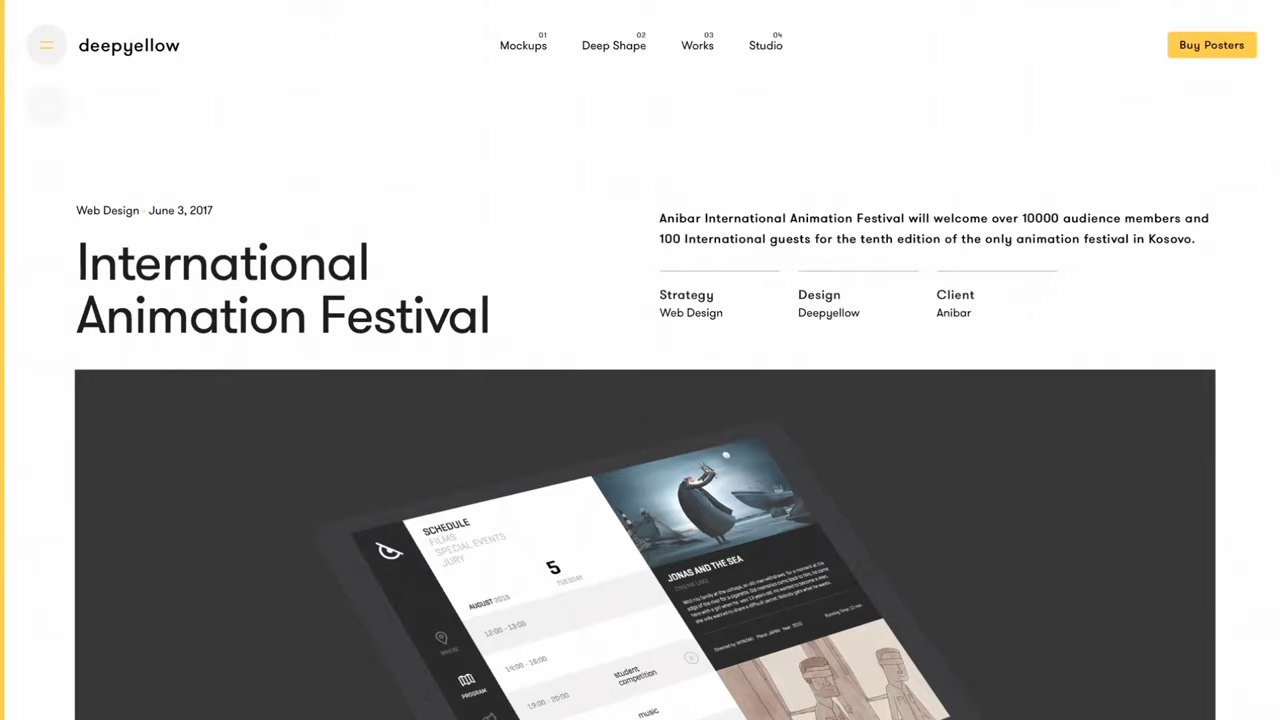 deepyellow
01
Mockups
02
Deep Shape
03
Works
04
Studio
Buy Posters
Web Design · June 3, 2017
International
Animation Festival
Anibar International Animation Festival will welcome over 10000 audience members and
100 International guests for the tenth edition of the only animation festival in Kosovo.
Strategy
Web Design
Design
Deepyellow
Client
Anibar
SCHEDULE
FILMS
SPECIAL EVENTS
JURY
5
TUESDAY
AUGUST 2015
12:00 - 13:00
14:00 - 18:00
19:00 - 20:00
student
competition
music
WHERE
PROGRAM
JONAS AND THE SEA